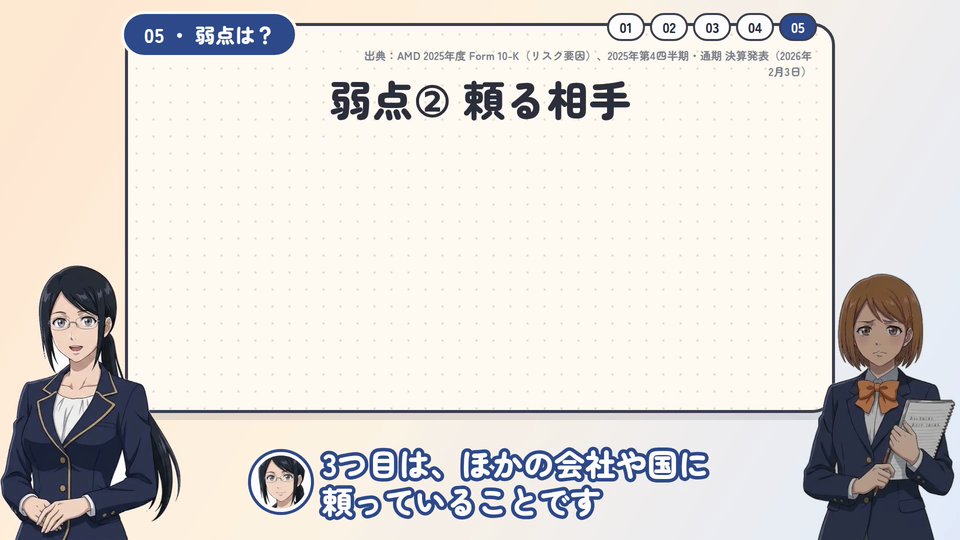 05 ・ 弱点は？
01 02 03 04 05
出典：AMD 2025年度 Form 10-K（リスク要因）、2025年第4四半期・通期 決算発表（2026年
2月3日）
弱点② 頼る相手
3つ目は、ほかの会社や国に
頼っていることです